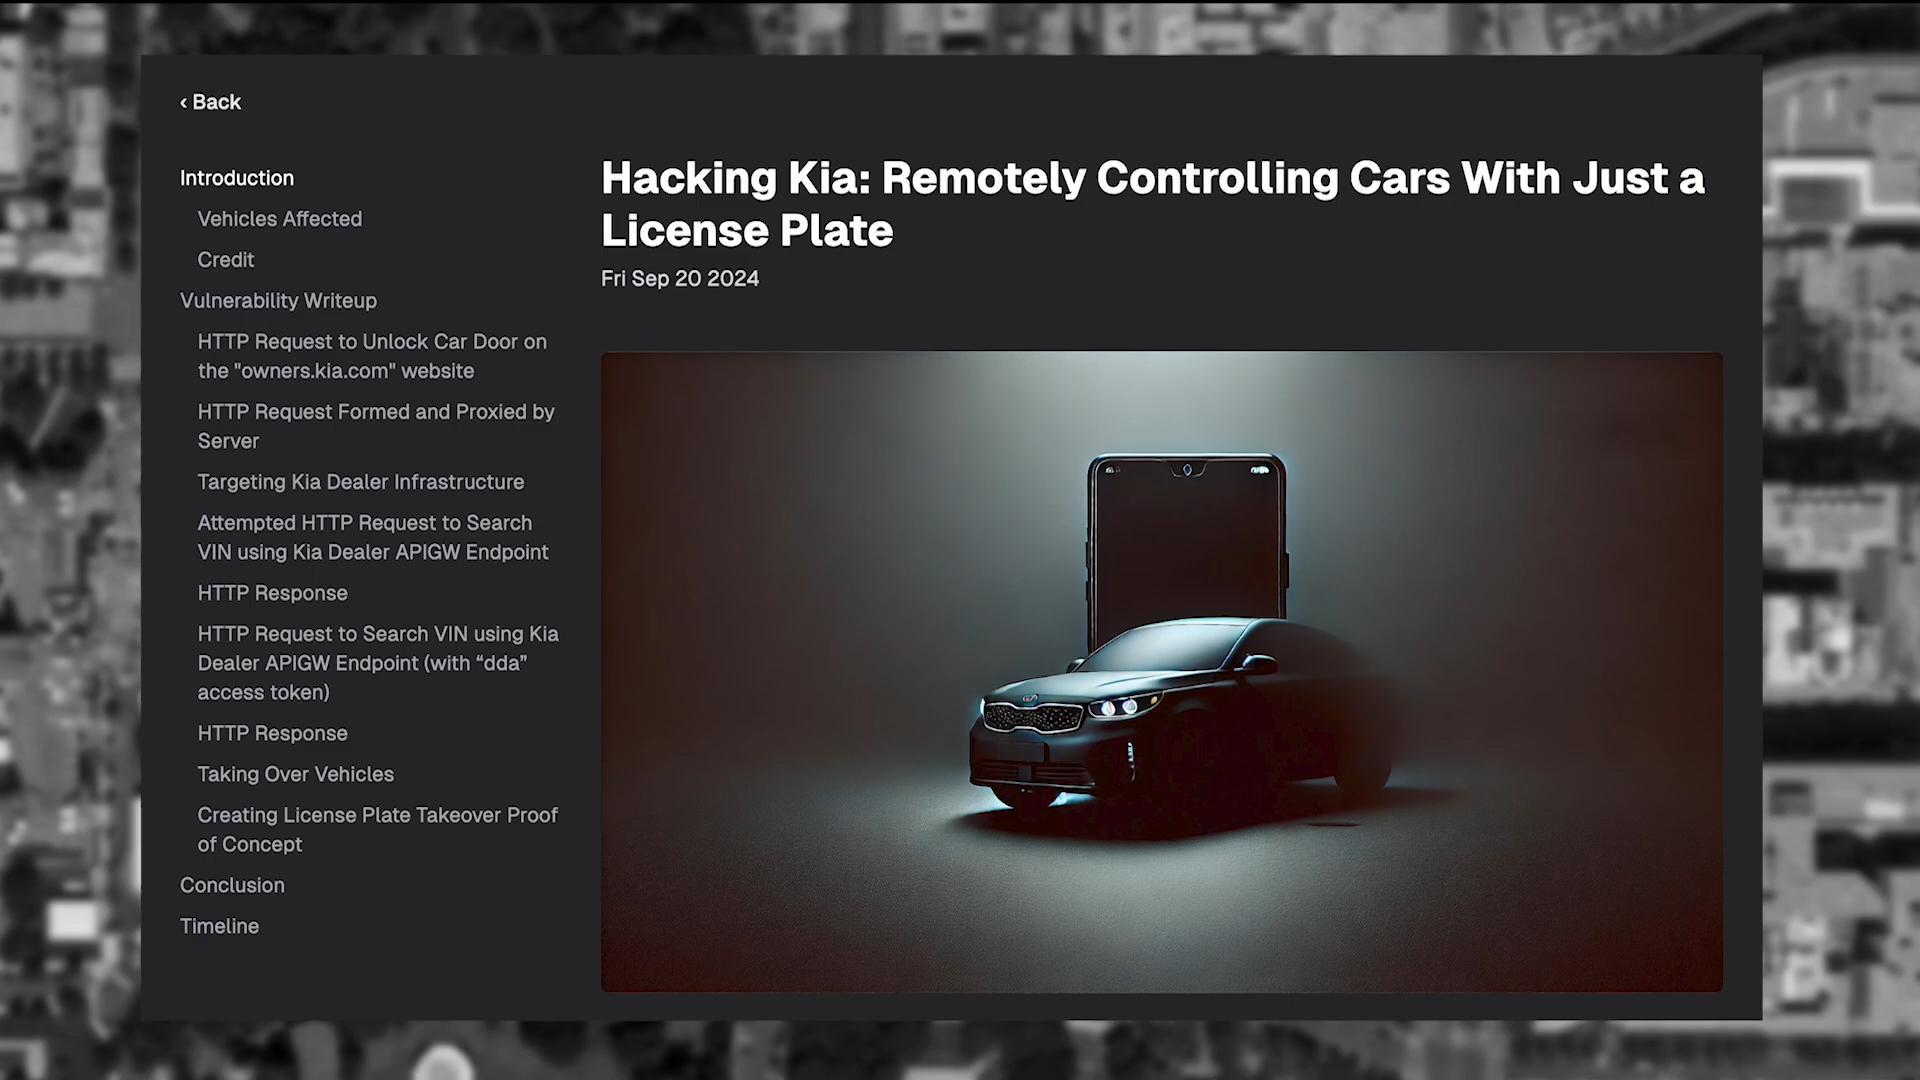 ‹ Back
Introduction
Vehicles Affected
Credit
Vulnerability Writeup
HTTP Request to Unlock Car Door on
the "owners.kia.com" website
HTTP Request Formed and Proxied by
Server
Targeting Kia Dealer Infrastructure
Attempted HTTP Request to Search
VIN using Kia Dealer APIGW Endpoint
HTTP Response
HTTP Request to Search VIN using Kia
Dealer APIGW Endpoint (with “dda”
access token)
HTTP Response
Taking Over Vehicles
Creating License Plate Takeover Proof
of Concept
Conclusion
Timeline
Hacking Kia: Remotely Controlling Cars With Just a
License Plate
Fri Sep 20 2024